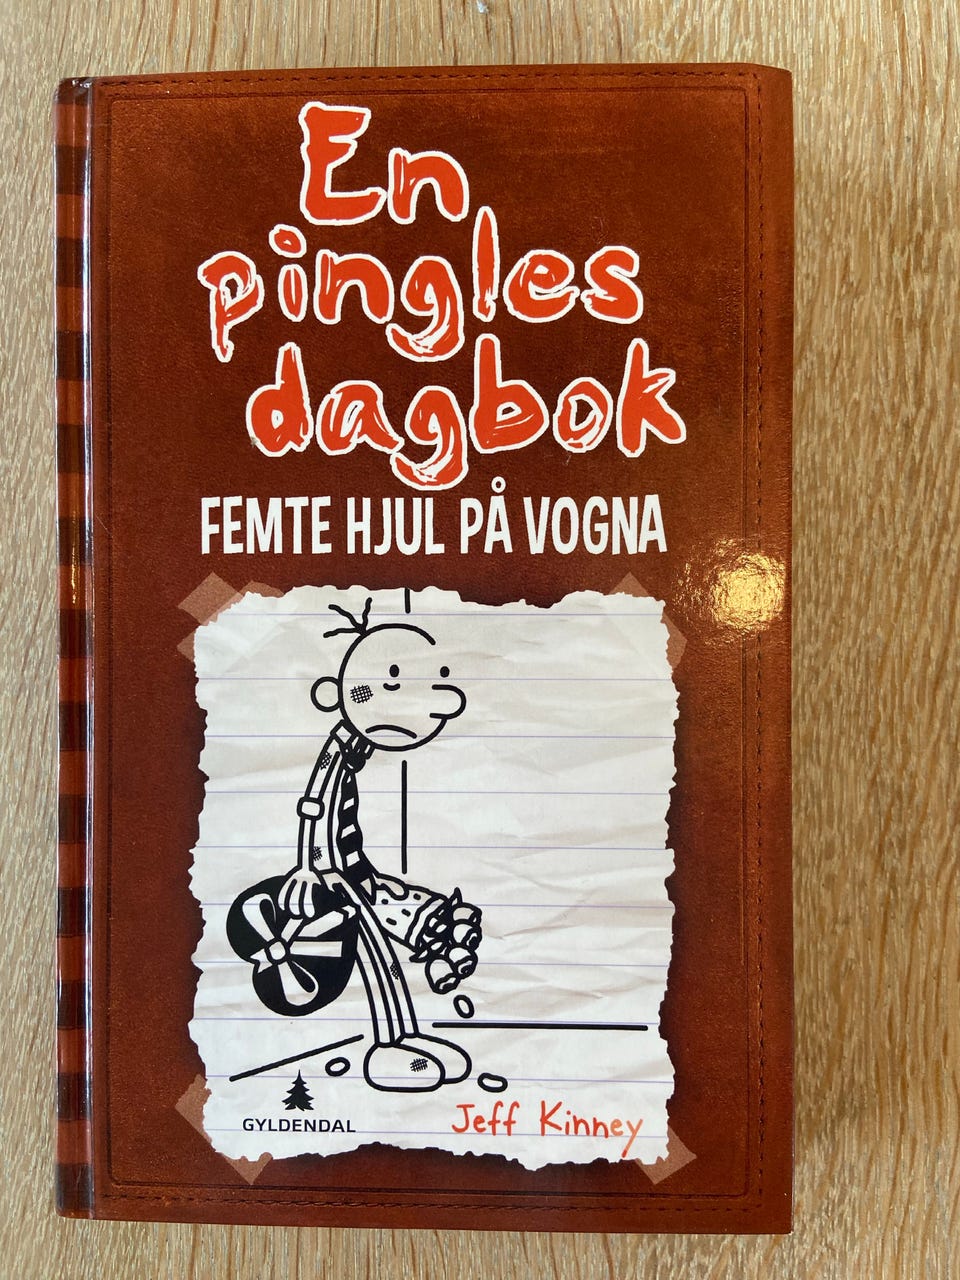 En
pingles
dagbok
FEMTE HJUL PÅ VOGNA
GYLDENDAL
Jeff Kinney